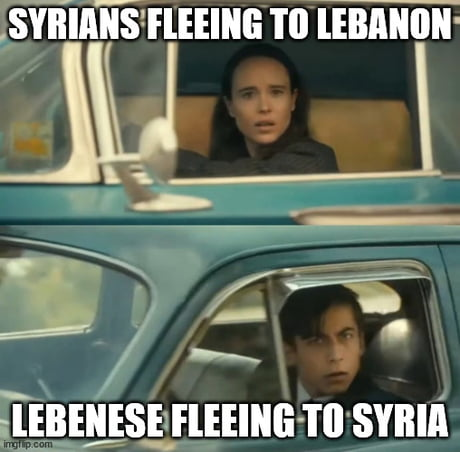 SYRIANS FLEEING TO LEBANON
LEBENESE FLEEING TO SYRIA
imgflip.com